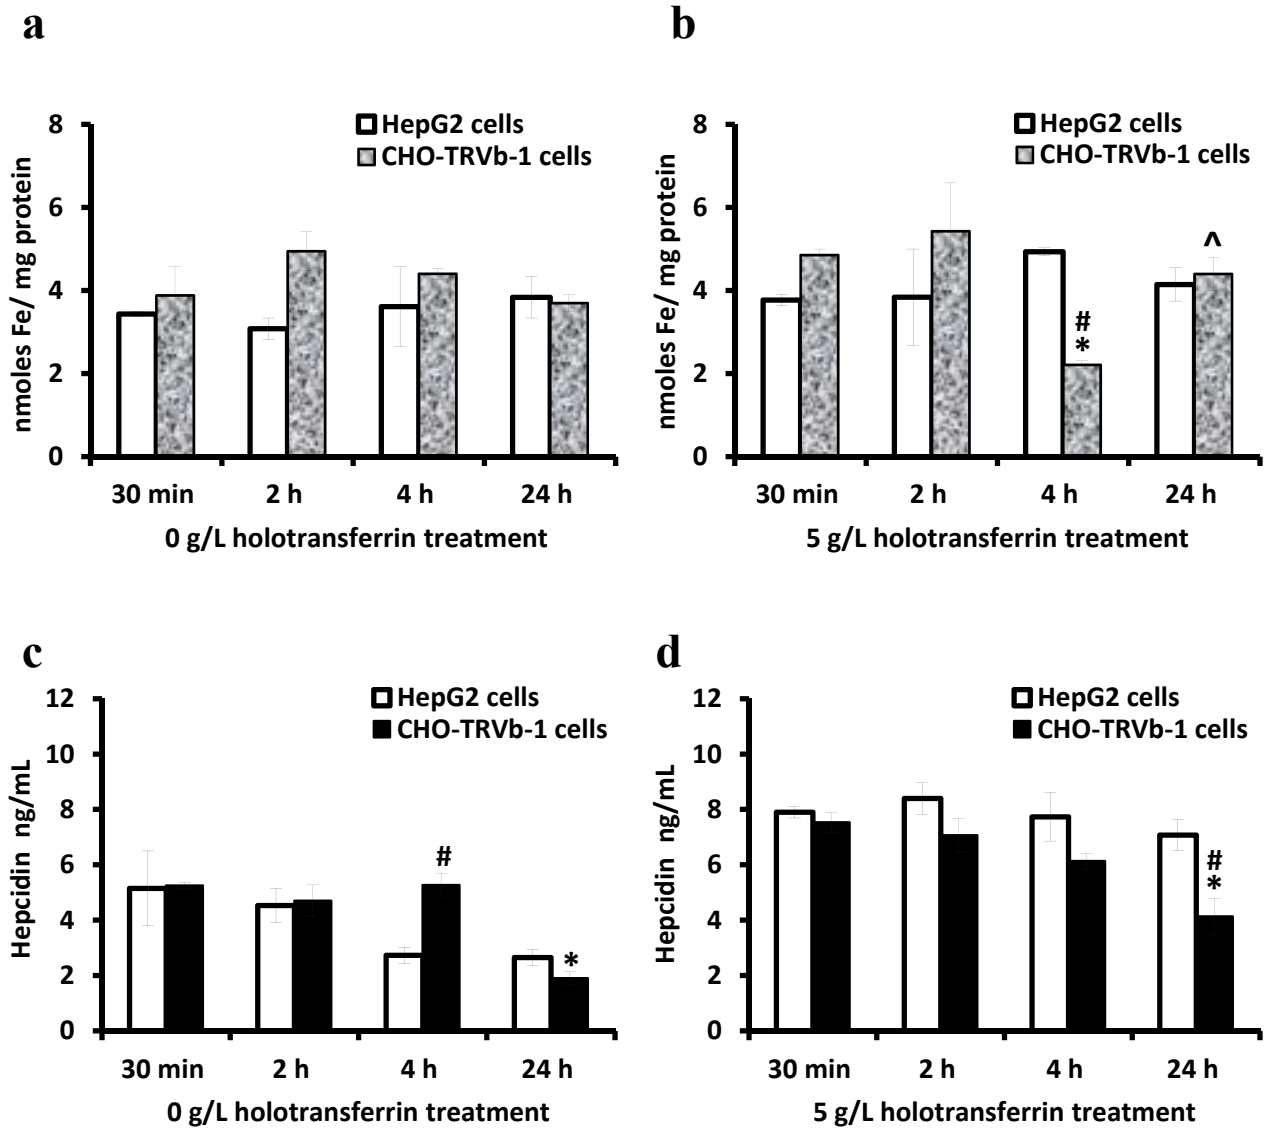 a
8
6
4
2
0
nmoles Fe/ mg protein
HepG2 cells
CHO-TRVb-1 cells
30 min 2 h 4 h 24 h
0 g/L holotransferrin treatment
b
8
6
4
2
0
nmoles Fe/ mg protein
HepG2 cells
CHO-TRVb-1 cells
#
*
^
30 min 2 h 4 h 24 h
5 g/L holotransferrin treatment
c
12
10
8
6
4
2
0
Hepcidin ng/mL
HepG2 cells
CHO-TRVb-1 cells
#
*
30 min 2 h 4 h 24 h
0 g/L holotransferrin treatment
d
12
10
8
6
4
2
0
Hepcidin ng/mL
HepG2 cells
CHO-TRVb-1 cells
#
*
30 min 2 h 4 h 24 h
5 g/L holotransferrin treatment